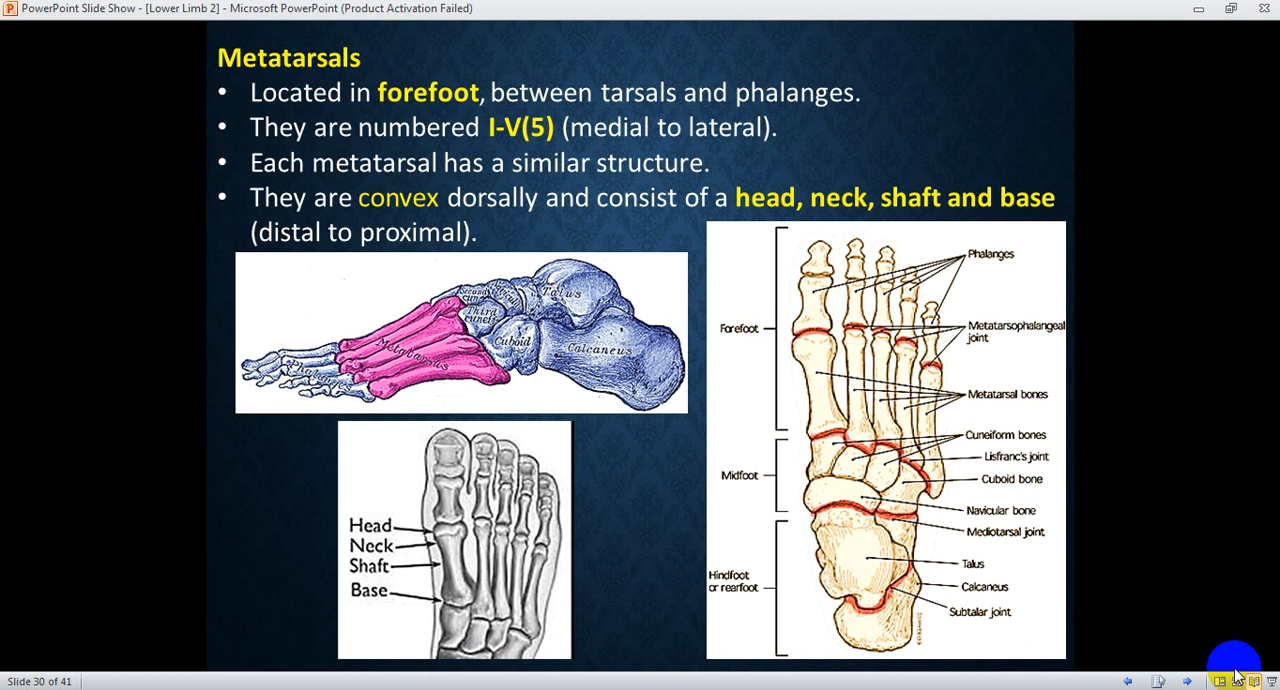 PowerPoint Slide Show - [Lower Limb 2] - Microsoft PowerPoint (Product Activation Failed)
Metatarsals
• Located in forefoot, between tarsals and phalanges.
• They are numbered I-V(5) (medial to lateral).
• Each metatarsal has a similar structure.
• They are convex dorsally and consist of a head, neck, shaft and base
(distal to proximal).
Talus
Third
Cuboid
Calcaneus
Metatarsus
Head
Neck
Shaft
Base
Phalanges
Forefoot
Metatarsophalangeal
joint
Metatarsal bones
Cuneiform bones
Lisfranc's joint
Midfoot
Cuboid bone
Navicular bone
Mediotarsal joint
Talus
Hindfoot
or rearfoot
Calcaneus
Subtalar joint
Slide 30 of 41